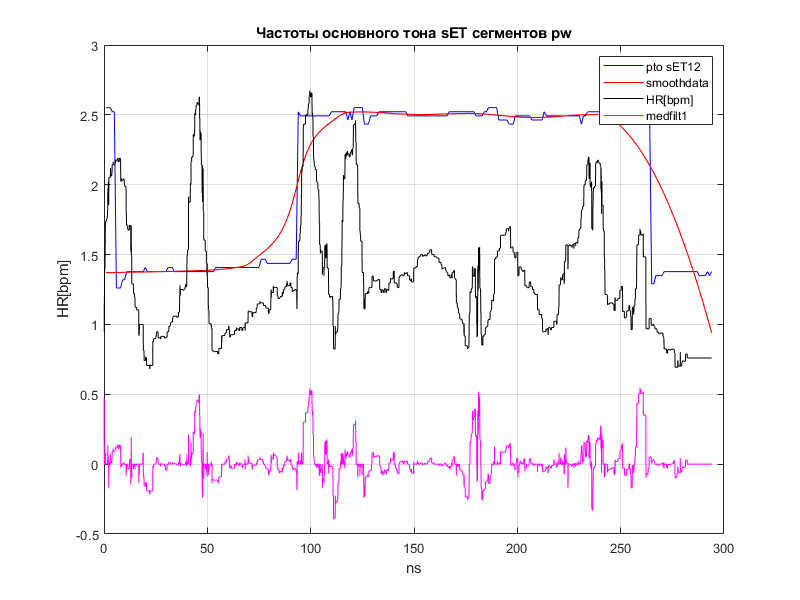 Частоты основного тона sET сегментов pw
pto sET12
smoothdata
HR[bpm]
medfilt1
3
2.5
2
1.5
1
0.5
0
-0.5
HR[bpm]
0 50 100 150 200 250 300
ns